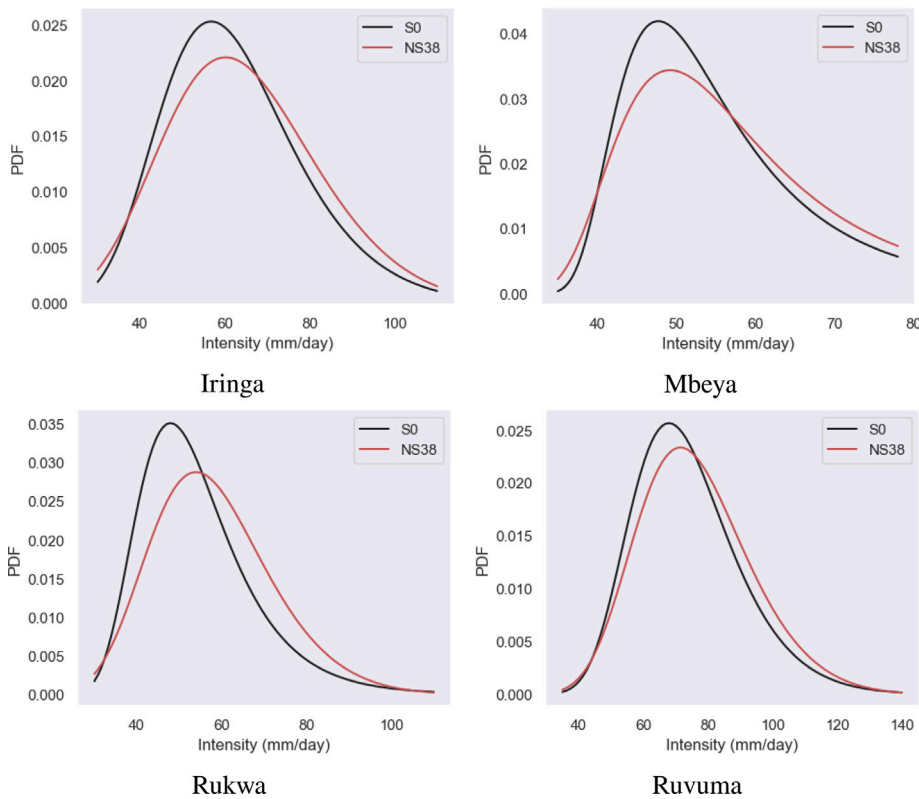 S0
NS38
0.025
0.020
0.015
0.010
0.005
0.000
PDF
40 60 80 100
Intensity (mm/day)
Iringa
S0
NS38
0.04
0.03
0.02
0.01
0.00
PDF
40 50 60 70 80
Intensity (mm/day)
Mbeya
S0
NS38
0.035
0.030
0.025
0.020
0.015
0.010
0.005
0.000
PDF
40 60 80 100
Intensity (mm/day)
Rukwa
S0
NS38
0.025
0.020
0.015
0.010
0.005
0.000
PDF
40 60 80 100 120 140
Intensity (mm/day)
Ruvuma